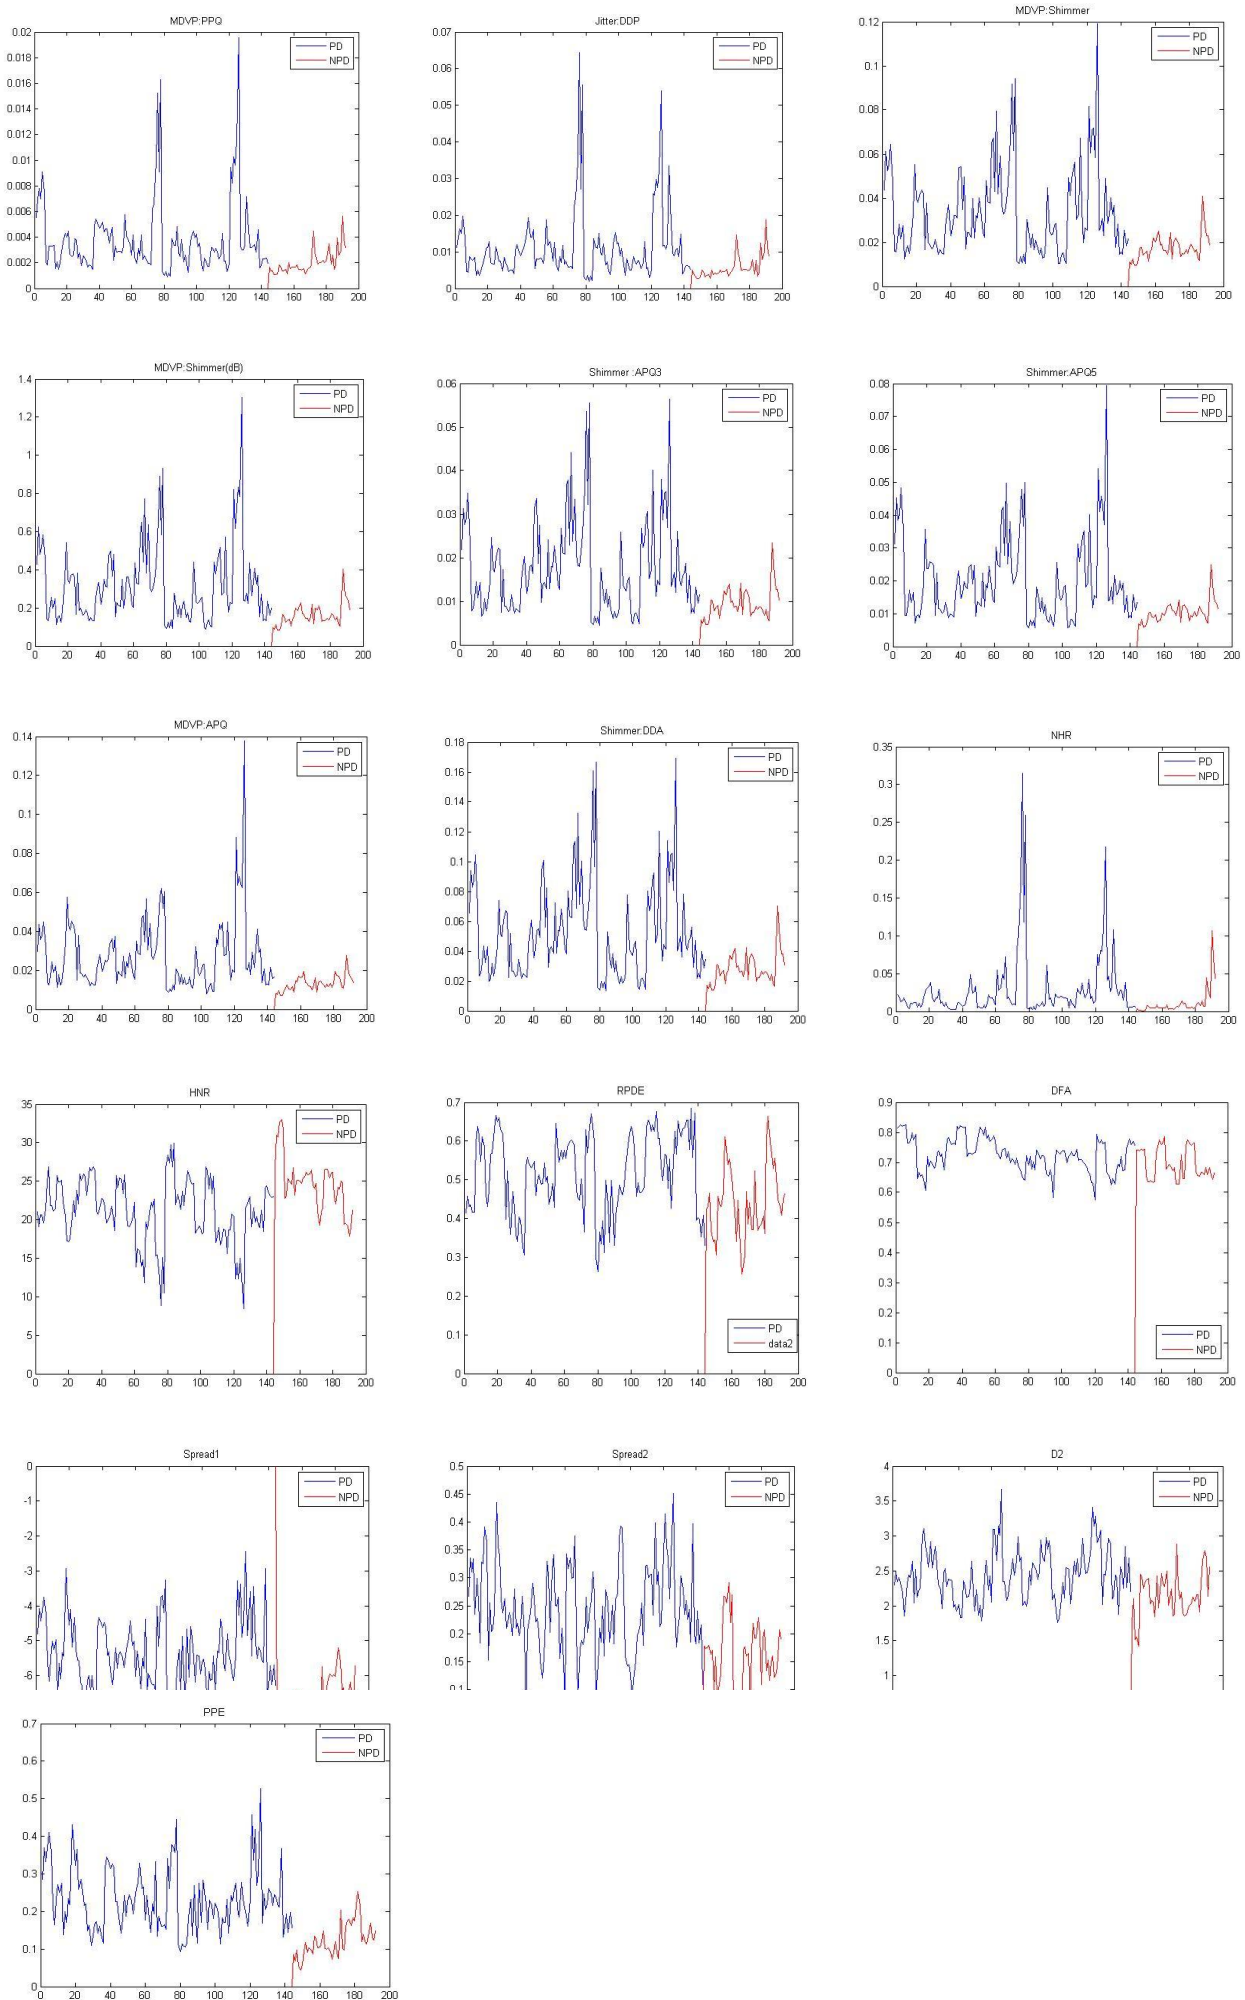 MDVP:PPQ
0.02
0.018
0.016
0.014
0.012
0.01
0.008
0.006
0.004
0.002
0 20 40 60 80 100 120 140 160 180 200
PD
NPD
Jitter:DDP
0.07
0.06
0.05
0.04
0.03
0.02
0.01
0
0 20 40 60 80 100 120 140 160 180 200
PD
NPD
MDVP:Shimmer
0.12
0.1
0.08
0.06
0.04
0.02
0
0 20 40 60 80 100 120 140 160 180 200
PD
NPD
MDVP:Shimmer(dB)
1.4
1.2
1
0.8
0.6
0.4
0.2
0
0 20 40 60 80 100 120 140 160 180 200
PD
NPD
Shimmer :APQ3
0.06
0.05
0.04
0.03
0.02
0.01
0
0 20 40 60 80 100 120 140 160 180 200
PD
NPD
Shimmer:APQ5
0.08
0.07
0.06
0.05
0.04
0.03
0.02
0.01
0
0 20 40 60 80 100 120 140 160 180 200
PD
NPD
MDVP:APQ
0.14
0.12
0.1
0.08
0.06
0.04
0.02
0
0 20 40 60 80 100 120 140 160 180 200
PD
NPD
Shimmer:DDA
0.18
0.16
0.14
0.12
0.1
0.08
0.06
0.04
0.02
0
0 20 40 60 80 100 120 140 160 180 200
PD
NPD
NHR
0.35
0.3
0.25
0.2
0.15
0.1
0.05
0
0 20 40 60 80 100 120 140 160 180 200
PD
NPD
HNR
35
30
25
20
15
10
5
0
0 20 40 60 80 100 120 140 160 180 200
PD
NPD
RPDE
0.7
0.6
0.5
0.4
0.3
0.2
0.1
0
0 20 40 60 80 100 120 140 160 180 200
PD
data2
DFA
0.9
0.8
0.7
0.6
0.5
0.4
0.3
0.2
0.1
0
0 20 40 60 80 100 120 140 160 180 200
PD
NPD
Spread1
0
-1
-2
-3
-4
-5
-6
PD
NPD
Spread2
0.5
0.45
0.4
0.35
0.3
0.25
0.2
0.15
0.1
PD
NPD
D2
4
3.5
3
2.5
2
1.5
1
PD
NPD
PPE
0.7
0.6
0.5
0.4
0.3
0.2
0.1
0
0 20 40 60 80 100 120 140 160 180 200
PD
NPD